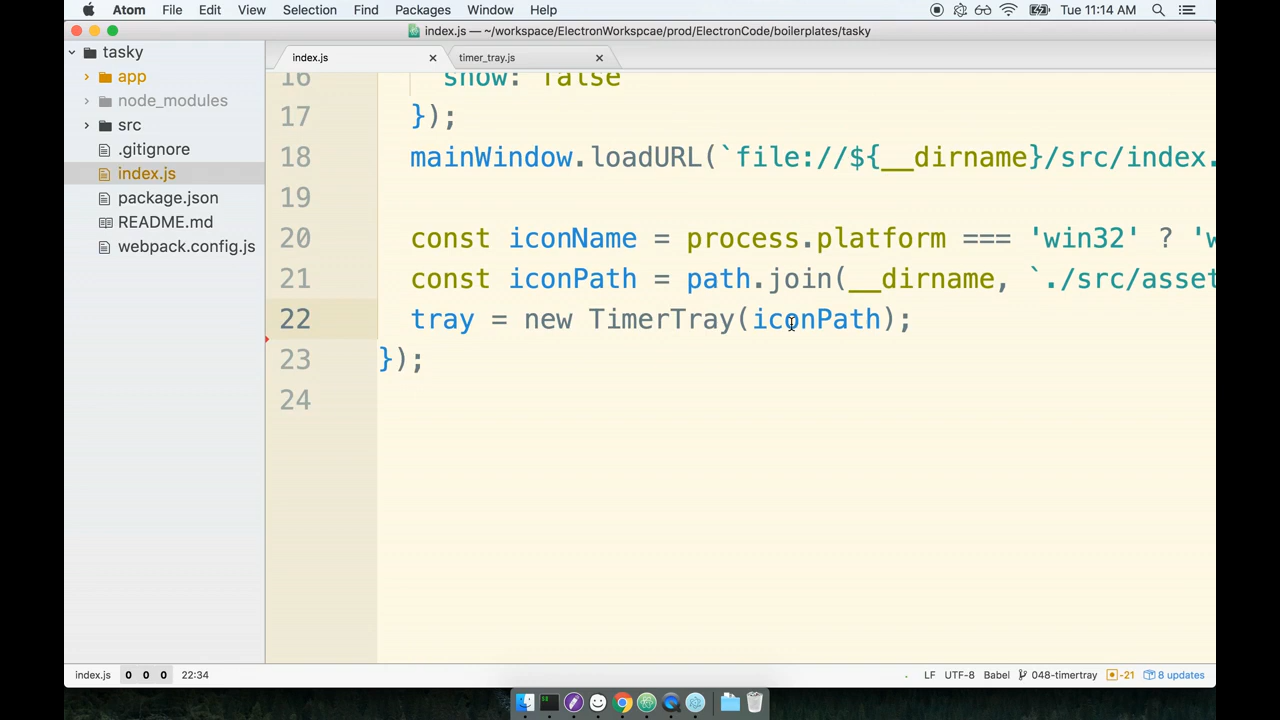 Atom File Edit View Selection Find Packages Window Help Tue 11:14 AM
index.js — ~/workspace/ElectronWorkspcae/prod/ElectronCode/boilerplates/tasky
tasky
app
node_modules
src
.gitignore
index.js
package.json
README.md
webpack.config.js
index.js timer_tray.js
16 show: false
17 });
18 mainWindow.loadURL(`file://${__dirname}/src/index.
19
20 const iconName = process.platform === 'win32' ? 'w
21 const iconPath = path.join(__dirname, `./src/asset
22 tray = new TimerTray(iconPath);
23 });
24
index.js 0 0 0 22:34 LF UTF-8 Babel 048-timertray -21 8 updates